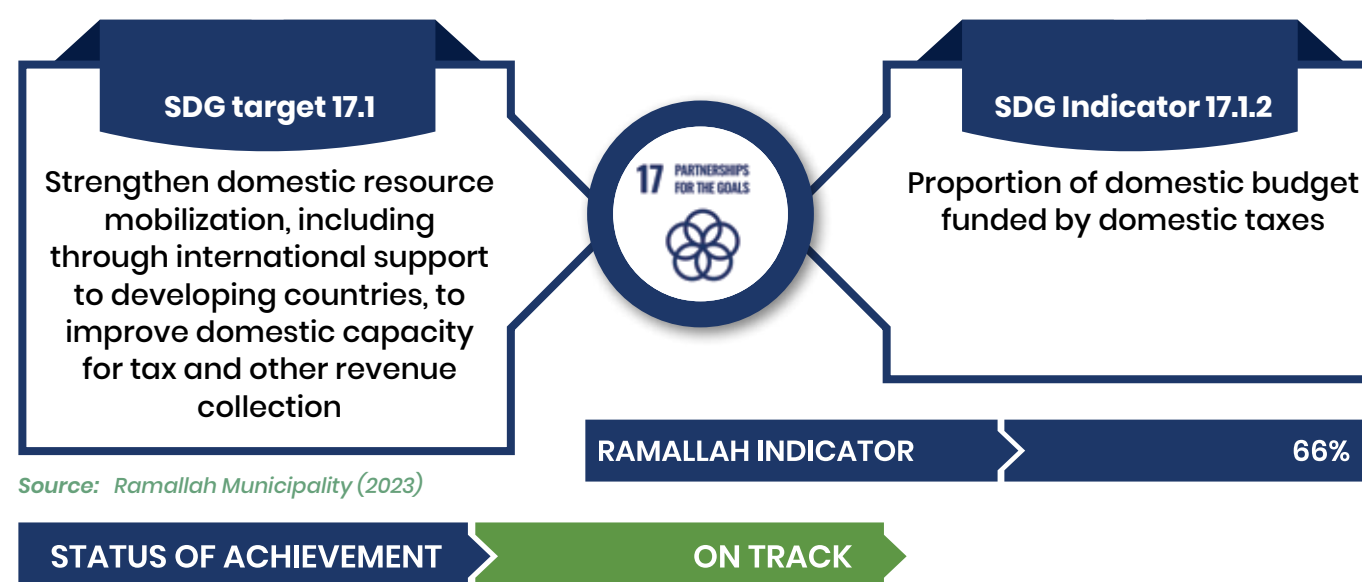 SDG target 17.1
Strengthen domestic resource
mobilization, including
through international support
to developing countries, to
improve domestic capacity
for tax and other revenue
collection
17 PARTNERSHIPS
FOR THE GOALS
SDG Indicator 17.1.2
Proportion of domestic budget
funded by domestic taxes
RAMALLAH INDICATOR 66%
Source: Ramallah Municipality (2023)
STATUS OF ACHIEVEMENT ON TRACK